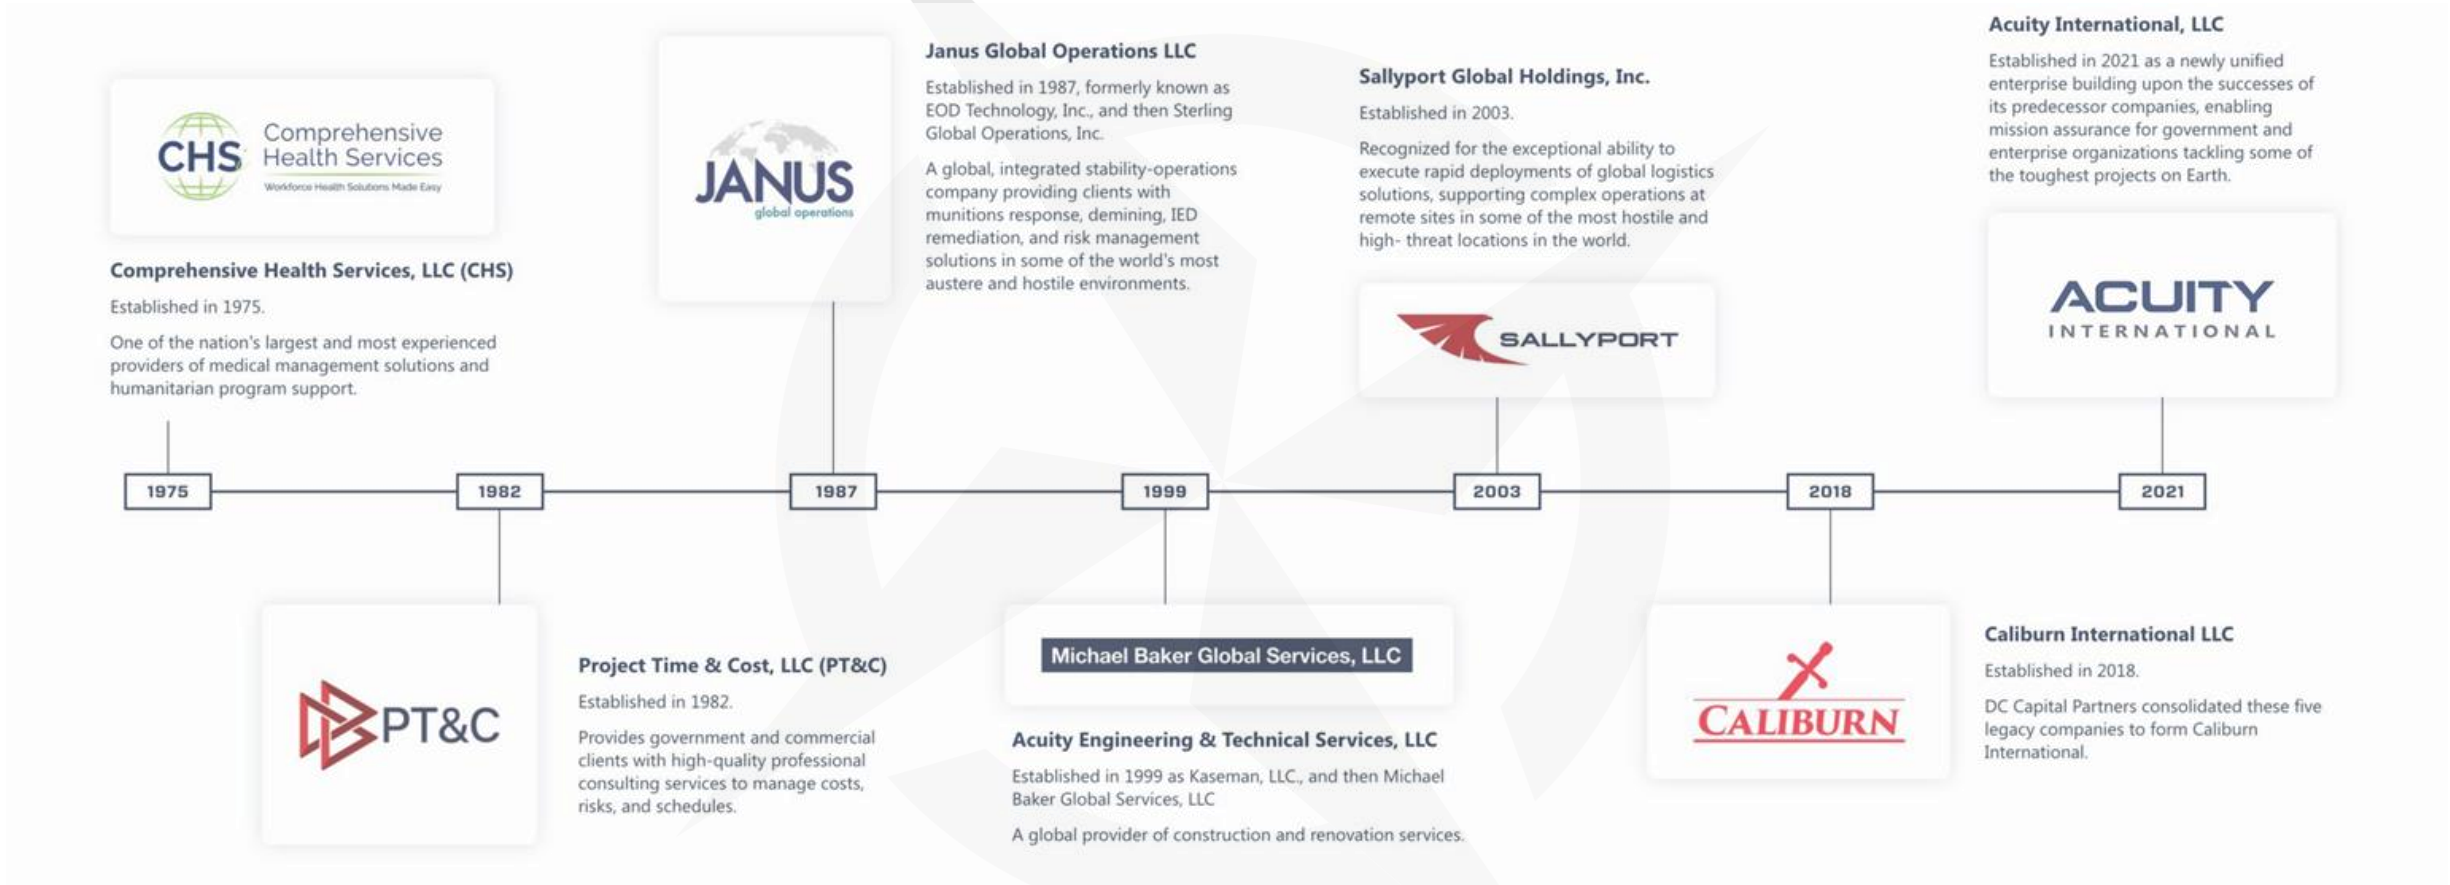 CHS
Comprehensive
Health Services
Workforce Health Solutions Made Easy
Comprehensive Health Services, LLC (CHS)
Established in 1975.
One of the nation's largest and most experienced
providers of medical management solutions and
humanitarian program support.
JANUS
global operations
Janus Global Operations LLC
Established in 1987, formerly known as
EOD Technology, Inc., and then Sterling
Global Operations, Inc.
A global, integrated stability-operations
company providing clients with
munitions response, demining, IED
remediation, and risk management
solutions in some of the world's most
austere and hostile environments.
Sallyport Global Holdings, Inc.
Established in 2003.
Recognized for the exceptional ability to
execute rapid deployments of global logistics
solutions, supporting complex operations at
remote sites in some of the most hostile and
high- threat locations in the world.
SALLYPORT
Acuity International, LLC
Established in 2021 as a newly unified
enterprise building upon the successes of
its predecessor companies, enabling
mission assurance for government and
enterprise organizations tackling some of
the toughest projects on Earth.
ACUITY
INTERNATIONAL
1975
1982
1987
1999
2003
2018
2021
PT&C
Project Time & Cost, LLC (PT&C)
Established in 1982.
Provides government and commercial
clients with high-quality professional
consulting services to manage costs,
risks, and schedules.
Michael Baker Global Services, LLC
Acuity Engineering & Technical Services, LLC
Established in 1999 as Kaseman, LLC., and then Michael
Baker Global Services, LLC
A global provider of construction and renovation services.
CALIBURN
Caliburn International LLC
Established in 2018.
DC Capital Partners consolidated these five
legacy companies to form Caliburn
International.